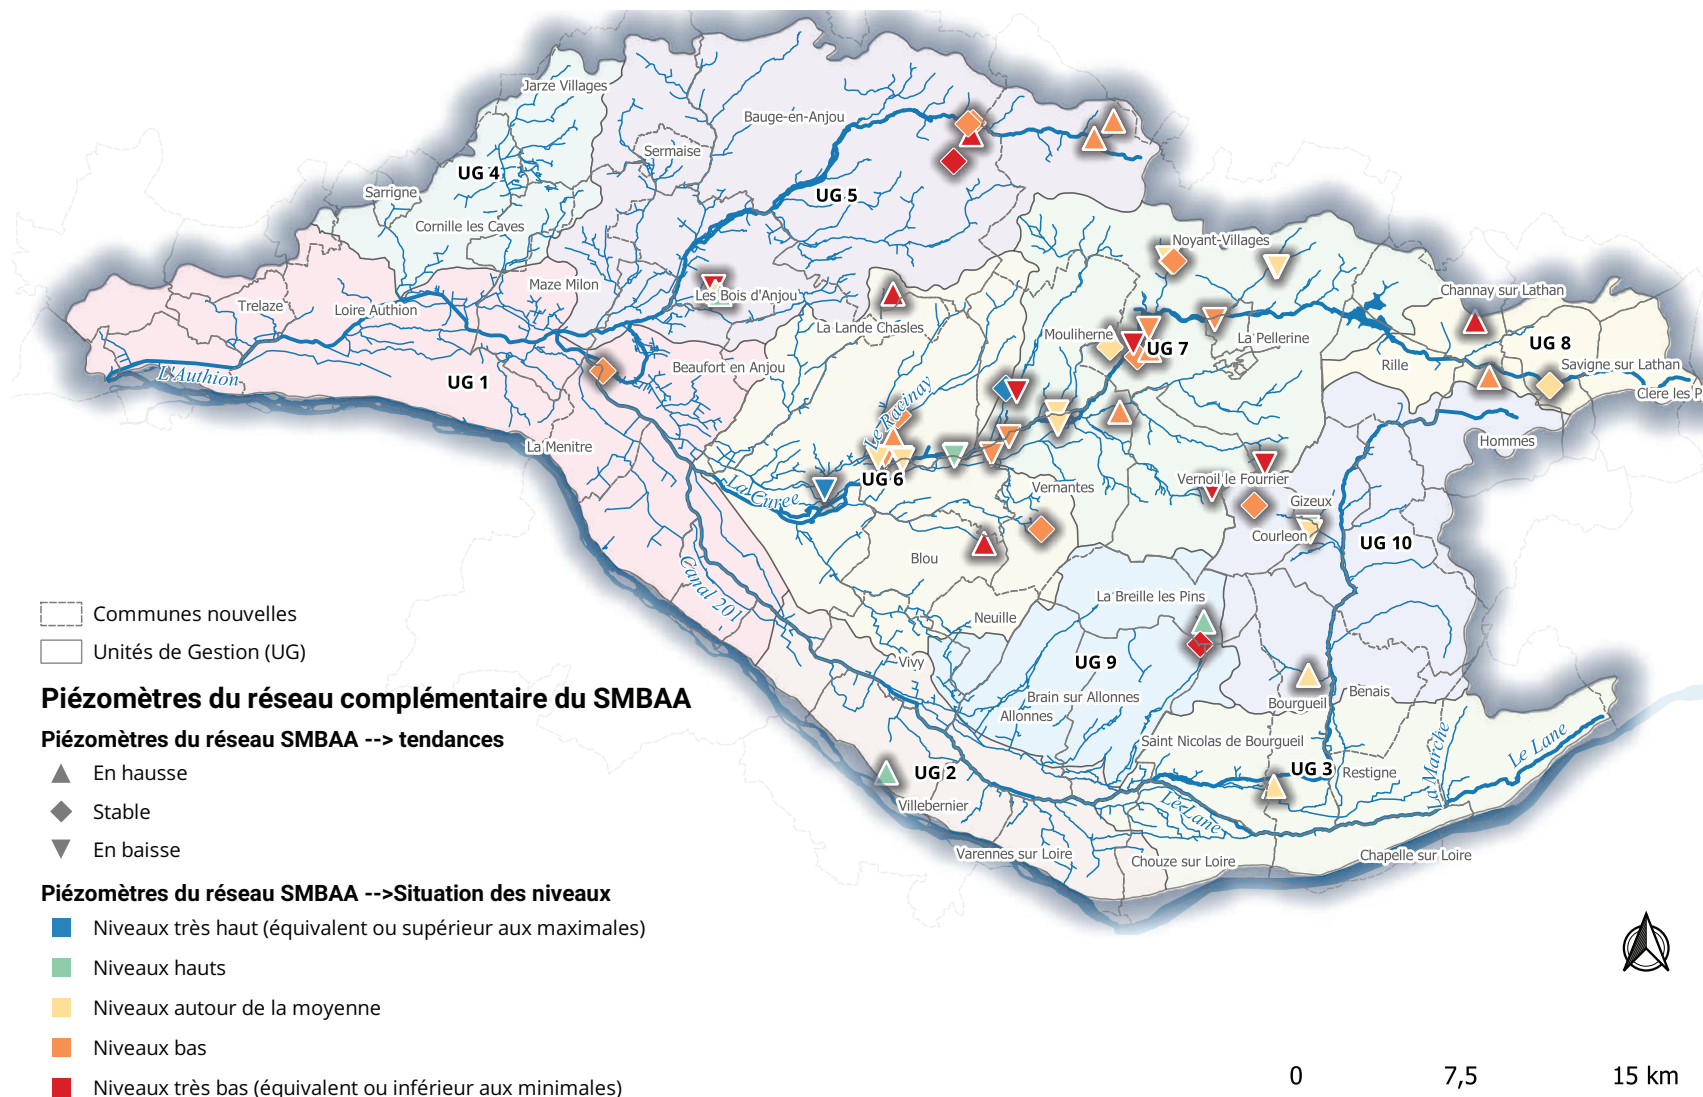 Jarze Villages
Bauge-en-Anjou
Sermaise
UG 4
UG 5
Sarrigne
Cornille les Caves
Noyant-Villages
Maze Milon
Les Bois d'Anjou
Channay sur Lathan
Trelaze
Loire Authion
La Lande Chasles
Mouliherne
UG 7
La Pellerine
UG 8
Rille
Savigne sur Lathan
L'Authion
UG 1
Beaufort en Anjou
Clere les P
Le Racinay
La Menitre
Hommes
UG 6
Vernantes
Vernoil le Fourrier
La Curee
Gizeux
Courleon
UG 10
Blou
Canal 201
La Breille les Pins
Neuille
Vivy
UG 9
Brain sur Allonnes
Allonnes
Benais
Bourgueil
Saint Nicolas de Bourgueil
La Marche
Le Lane
UG 2
UG 3
Restigne
Villebernier
Le Lane
Varennes sur Loire
Chouze sur Loire
Chapelle sur Loire
Communes nouvelles
Unités de Gestion (UG)
Piézomètres du réseau complémentaire du SMBAA
Piézomètres du réseau SMBAA --> tendances
En hausse
Stable
En baisse
Piézomètres du réseau SMBAA -->Situation des niveaux
Niveaux très haut (équivalent ou supérieur aux maximales)
Niveaux hauts
Niveaux autour de la moyenne
Niveaux bas
Niveaux très bas (équivalent ou inférieur aux minimales)
0 7,5 15 km